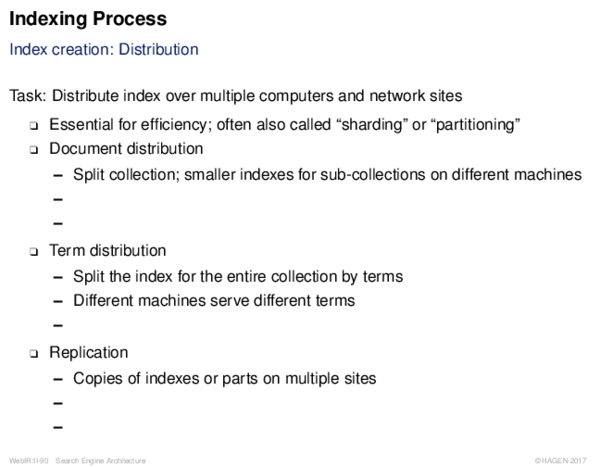 Indexing Process
Index creation: Distribution
Task: Distribute index over multiple computers and network sites
❏ Essential for efficiency; often also called “sharding” or “partitioning”
❏ Document distribution
– Split collection; smaller indexes for sub-collections on different machines
–
–
❏ Term distribution
– Split the index for the entire collection by terms
– Different machines serve different terms
–
❏ Replication
– Copies of indexes or parts on multiple sites
–
–
WebIR:II-90 Search Engine Architecture ©HAGEN 2017